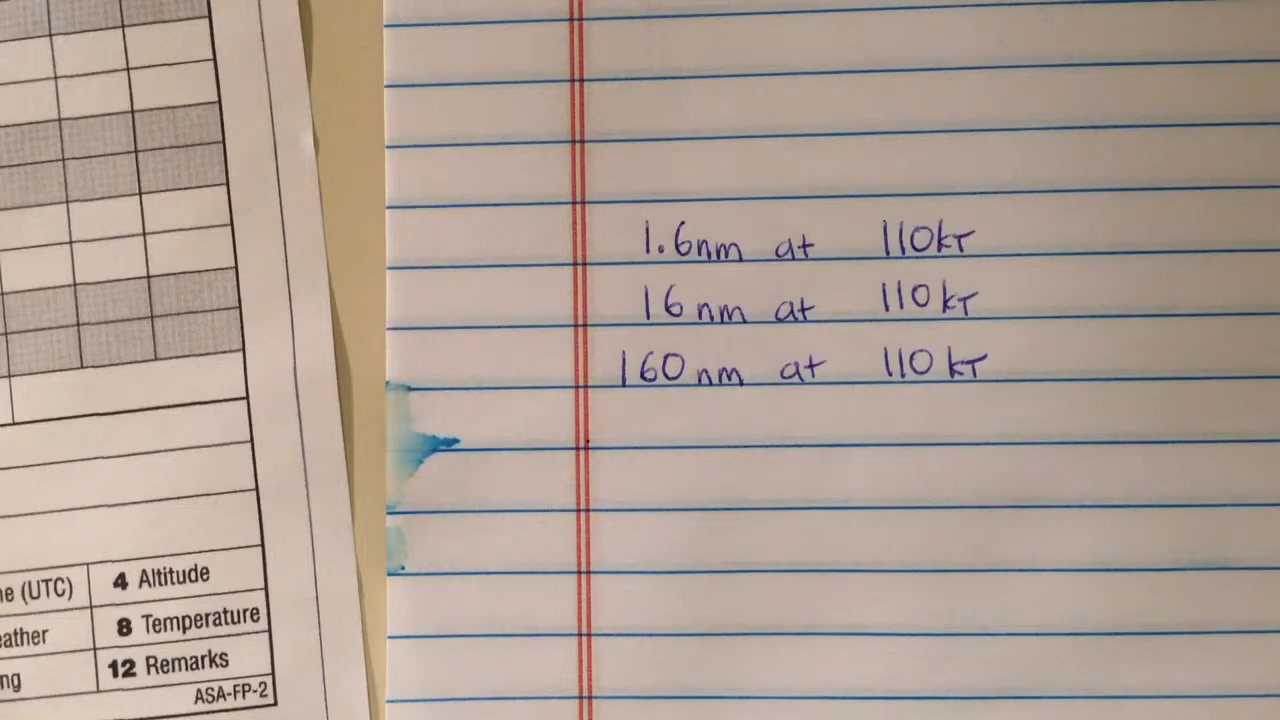 1.6nm at 110kT
16nm at 110kT
160nm at 110kT
ne (UTC) 4 Altitude
eather 8 Temperature
ng 12 Remarks
ASA-FP-2